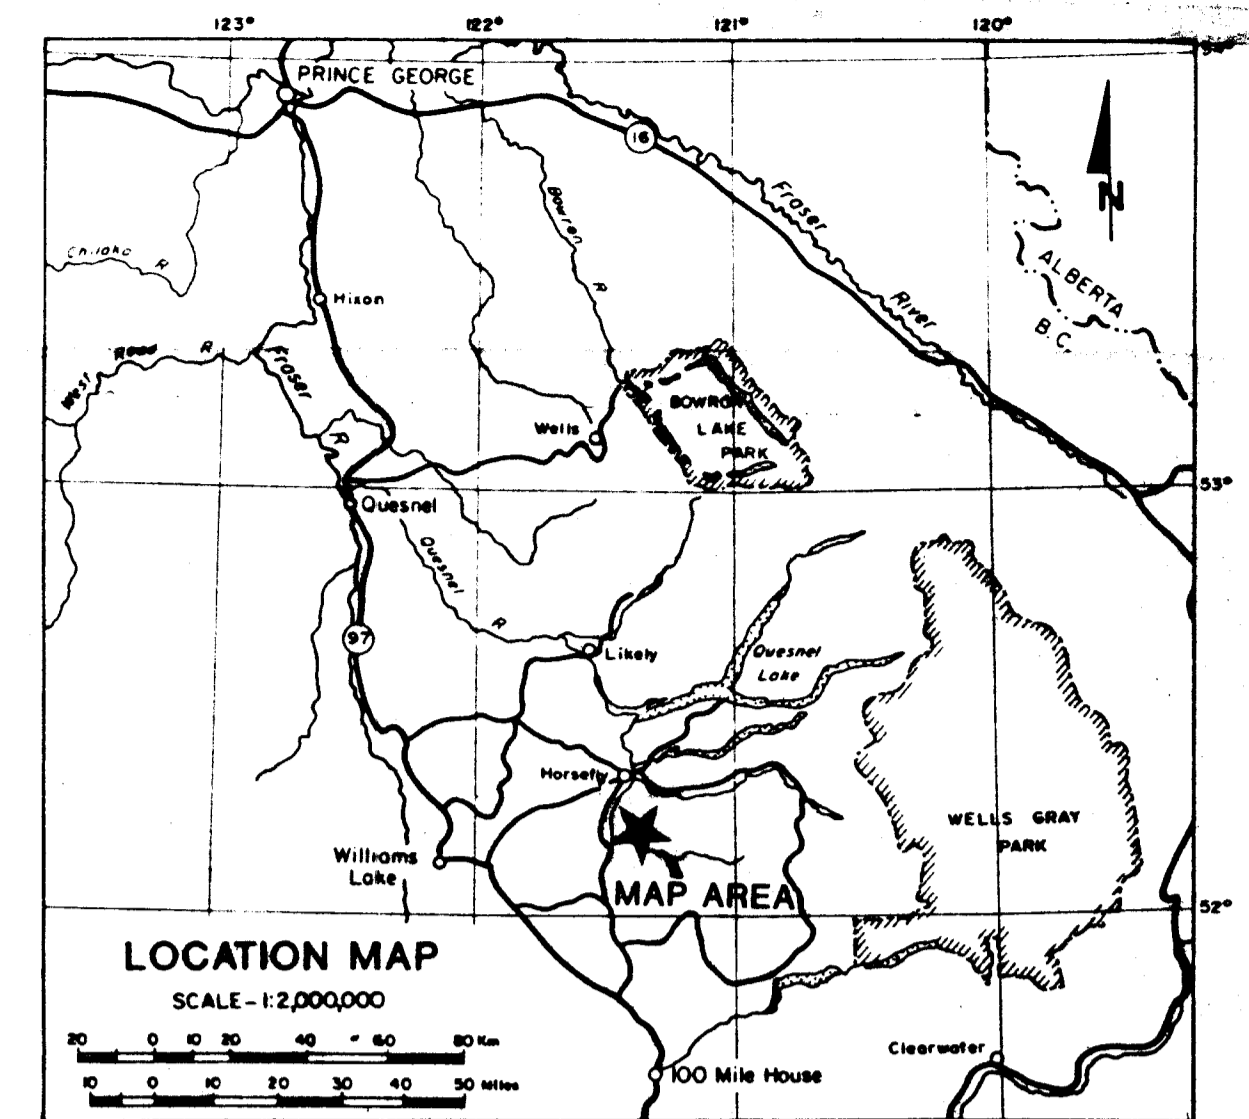 123° 122° 121° 120°
54°
PRINCE GEORGE
16
Fraser
River
Bowron
R
N
Chilako R
ALBERTA
B.C.
Hixon
West Road R
Fraser
R
BOWRON
LAKE
PARK
Wells
53°
Quesnel
Quesnel
R
97
Likely
Quesnel
Lake
Horsefly
WELLS GRAY
PARK
Williams
Lake
MAP AREA
52°
LOCATION MAP
SCALE - 1:2,000,000
20 0 10 20 40 60 80 Km
10 0 10 20 30 40 50 Miles
Clearwater
100 Mile House